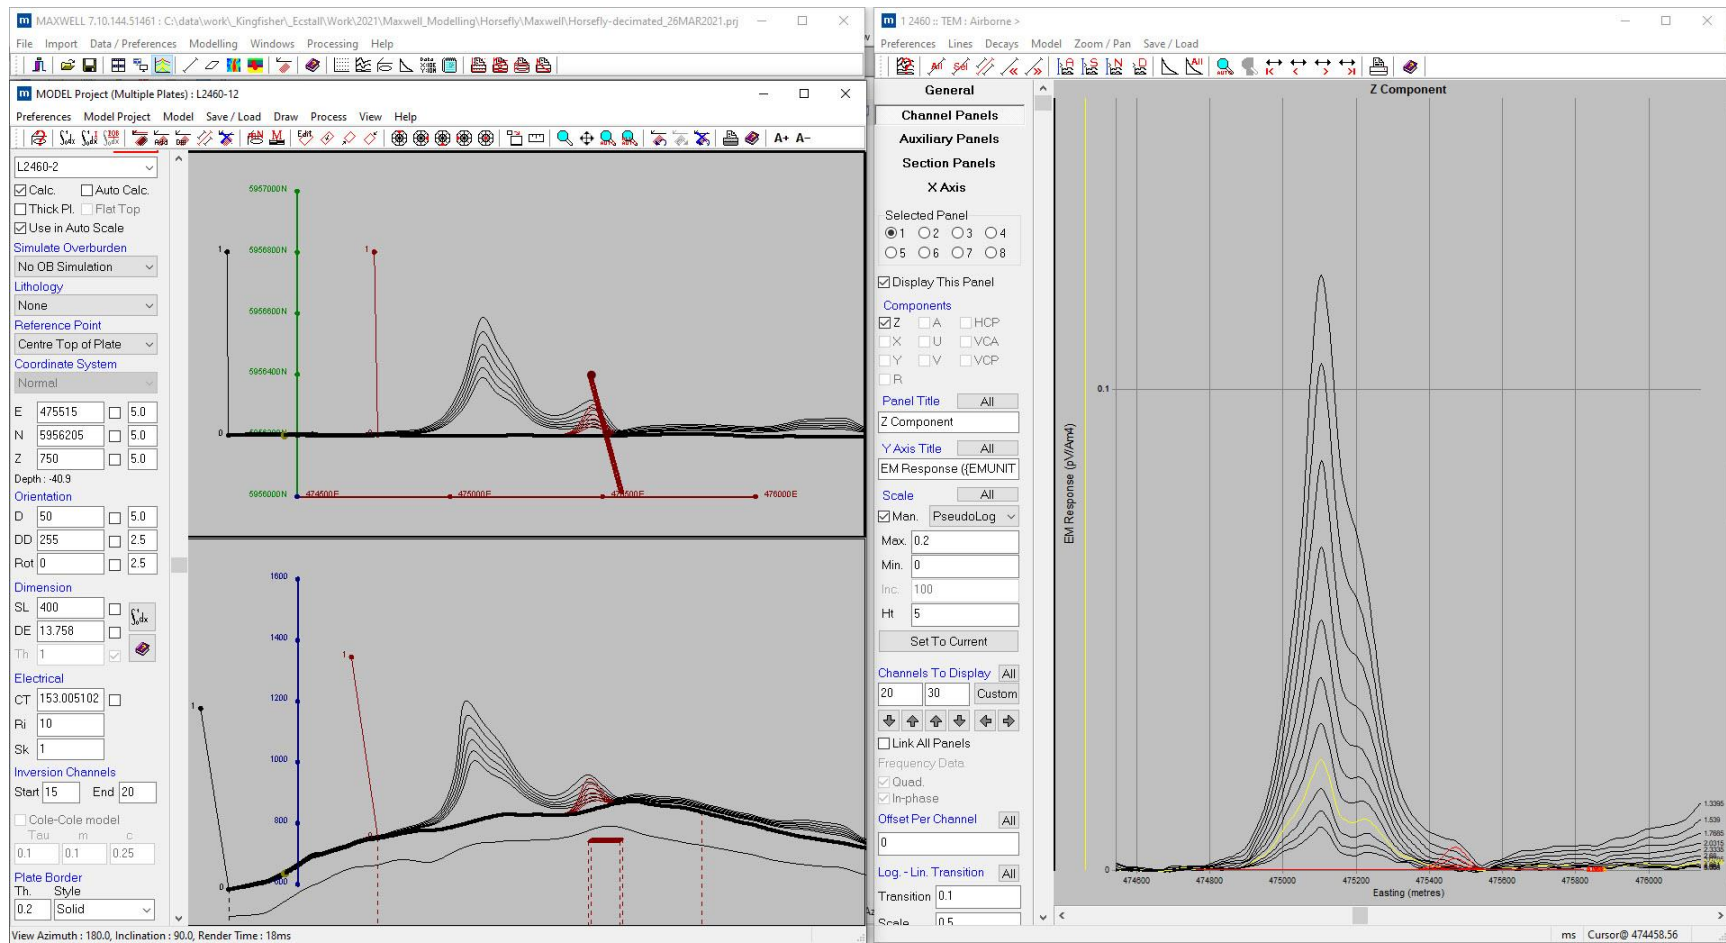 MAXWELL 7.10.144.51461 : C:\data\work\_Kingfisher\_Ecstall\Work\2021\Maxwell_Modelling\Horsefly\Maxwell\Horsefly-decimated_26MAR2021.prj
File Import Data / Preferences Modelling Windows Processing Help
MODEL Project (Multiple Plates) : L2460-12
Preferences Model Project Model Save / Load Draw Process View Help
A+ A-
L2460-2
Calc. Auto Calc.
Thick Pl. Flat Top
Use in Auto Scale
Simulate Overburden
No OB Simulation
Lithology
None
Reference Point
Centre Top of Plate
Coordinate System
Normal
E 475515 5.0
N 5956205 5.0
Z 750 5.0
Depth : -40.9
Orientation
D 50 5.0
DD 255 2.5
Rot 0 2.5
Dimension
SL 400
DE 13.758
Th 1
Electrical
CT 153.005102
Ri 10
Sk 1
Inversion Channels
Start 15 End 20
Cole-Cole model
Tau m c
0.1 0.1 0.25
Plate Border
Th. Style
0.2 Solid
View Azimuth : 180.0, Inclination : 90.0, Render Time : 18ms
5957000N
5956800N
5956600N
5956400N
5956000N
1
1
0
474500E 475000E 476000E
1600
1400
1200
1000
800
600
1
1
0
0
1 2460 :: TEM : Airborne >
Preferences Lines Decays Model Zoom / Pan Save / Load
General
Channel Panels
Auxiliary Panels
Section Panels
X Axis
Selected Panel
1 2 3 4
5 6 7 8
Display This Panel
Components
Z A HCP
X U VCA
Y V VCP
R
Panel Title All
Z Component
Y Axis Title All
EM Response ({EMUNIT
Scale All
Man. PseudoLog
Max. 0.2
Min. 0
Inc. 100
Ht 5
Set To Current
Channels To Display All
20 30 Custom
Link All Panels
Frequency Data
Quad.
In-phase
Offset Per Channel All
0
Log. - Lin. Transition All
Transition 0.1
Scale 0.5
Z Component
EM Response (pV/Am4)
0.1
0
1.3395
1.539
1.7665
2.0315
2.3335
474600 474800 475000 475200 475400 475600 475800 476000
Easting (metres)
ms Cursor@ 474458.56